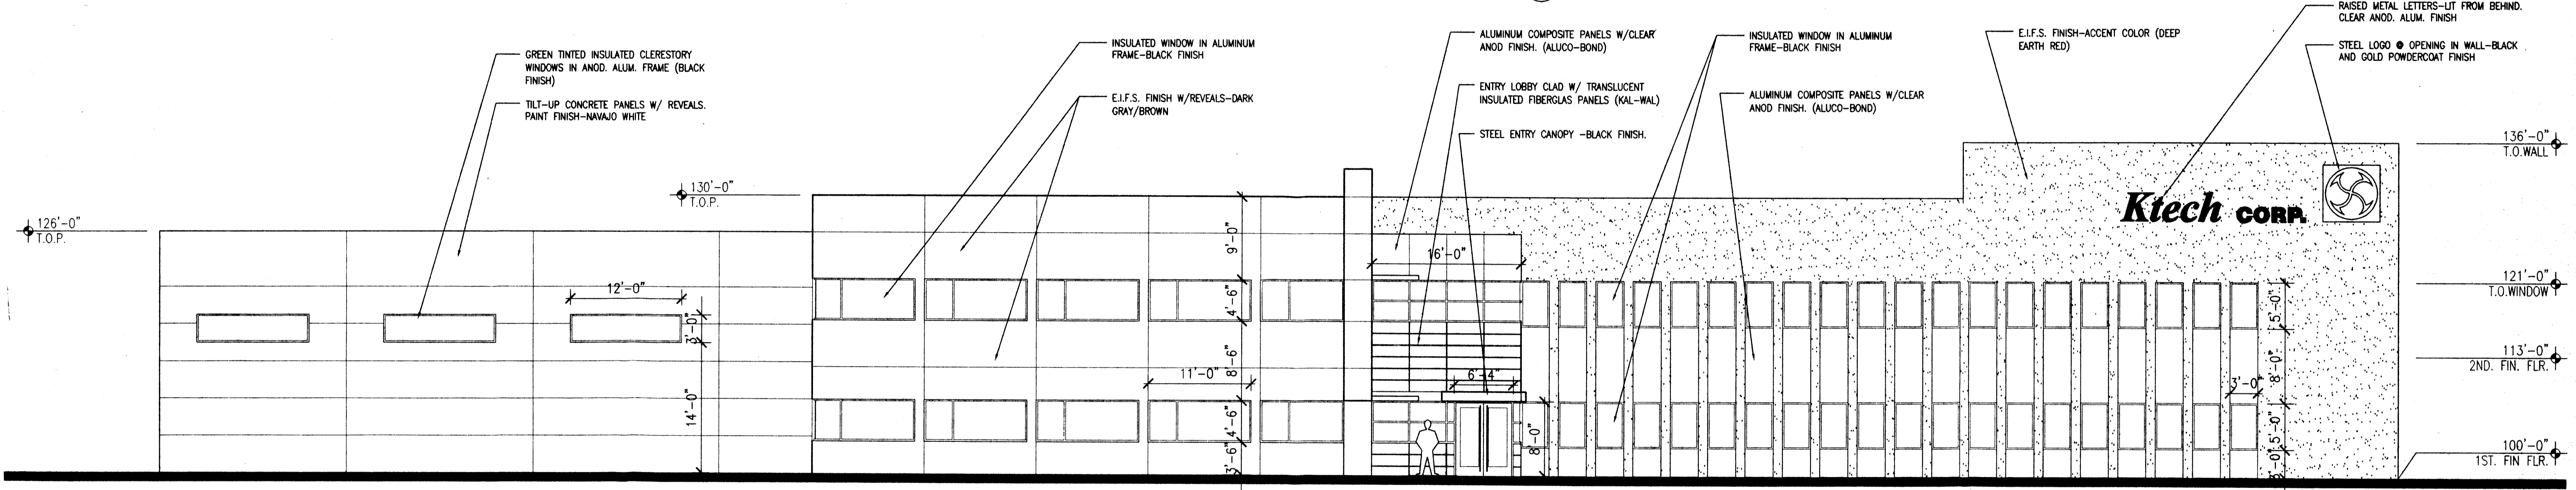 GREEN TINTED INSULATED CLERESTORY
WINDOWS IN ANOD. ALUM. FRAME (BLACK
FINISH)
TILT-UP CONCRETE PANELS W/ REVEALS.
PAINT FINISH-NAVAJO WHITE
INSULATED WINDOW IN ALUMINUM
FRAME-BLACK FINISH
E.I.F.S. FINISH W/REVEALS-DARK
GRAY/BROWN
ALUMINUM COMPOSITE PANELS W/CLEAR
ANOD FINISH. (ALUCO-BOND)
ENTRY LOBBY CLAD W/ TRANSLUCENT
INSULATED FIBERGLAS PANELS (KAL-WAL)
STEEL ENTRY CANOPY -BLACK FINISH.
INSULATED WINDOW IN ALUMINUM
FRAME-BLACK FINISH
ALUMINUM COMPOSITE PANELS W/CLEAR
ANOD FINISH. (ALUCO-BOND)
E.I.F.S. FINISH-ACCENT COLOR (DEEP
EARTH RED)
RAISED METAL LETTERS-LIT FROM BEHIND.
CLEAR ANOD. ALUM. FINISH
STEEL LOGO @ OPENING IN WALL-BLACK
AND GOLD POWDERCOAT FINISH
126'-0"
T.O.P.
130'-0"
T.O.P.
12'-0"
3'-0"
14'-0"
9'-0"
4'-6"
8'-6"
11'-0"
4'-6"
3'-6"
16'-0"
6'-4"
8'-0"
Ktech CORP.
5'-0"
8'-0"
3'-0"
5'-0"
136'-0"
T.O.WALL
121'-0"
T.O.WINDOW
113'-0"
2ND. FIN. FLR.
100'-0"
1ST. FIN FLR.